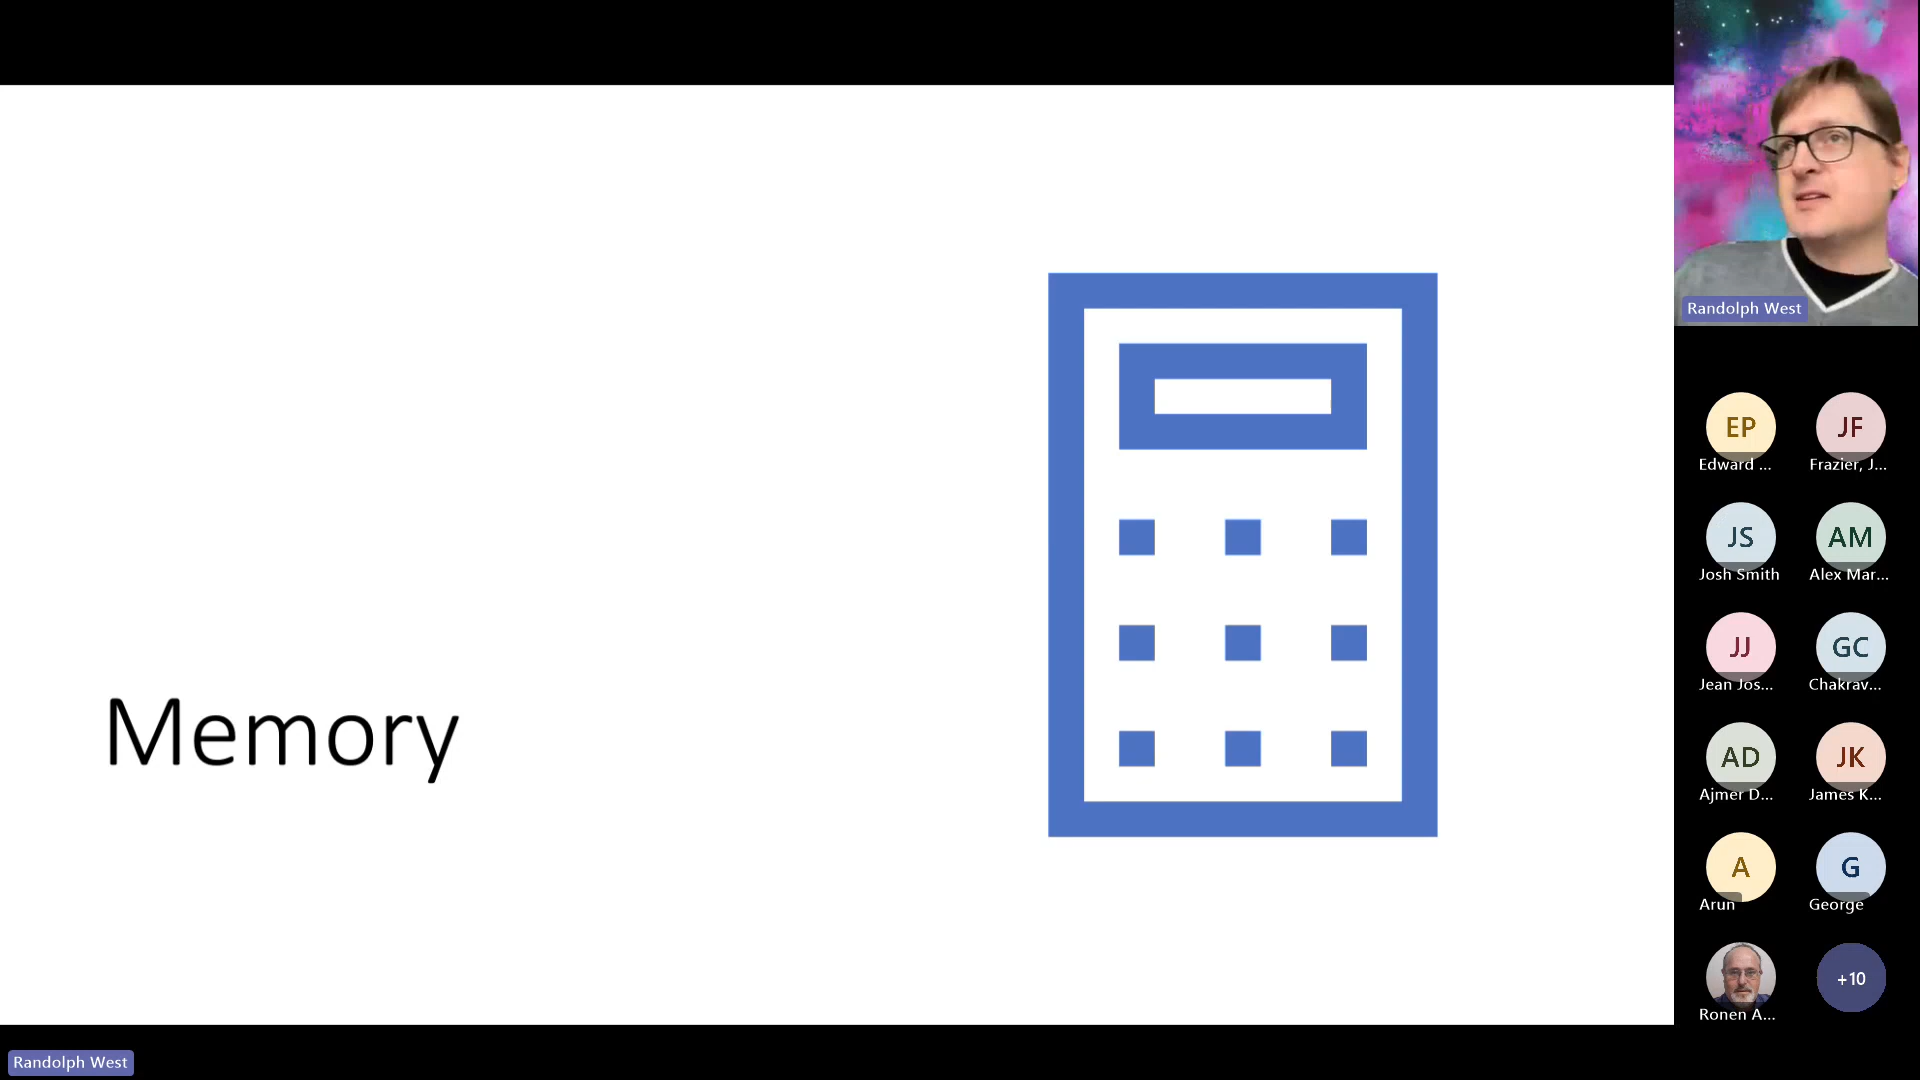 Memory
Randolph West
EP
Edward ...
JF
Frazier, J...
JS
Josh Smith
AM
Alex Mar...
JJ
Jean Jos...
GC
Chakrav...
AD
Ajmer D...
JK
James K...
A
Arun
G
George
Ronen A...
+10
Randolph West